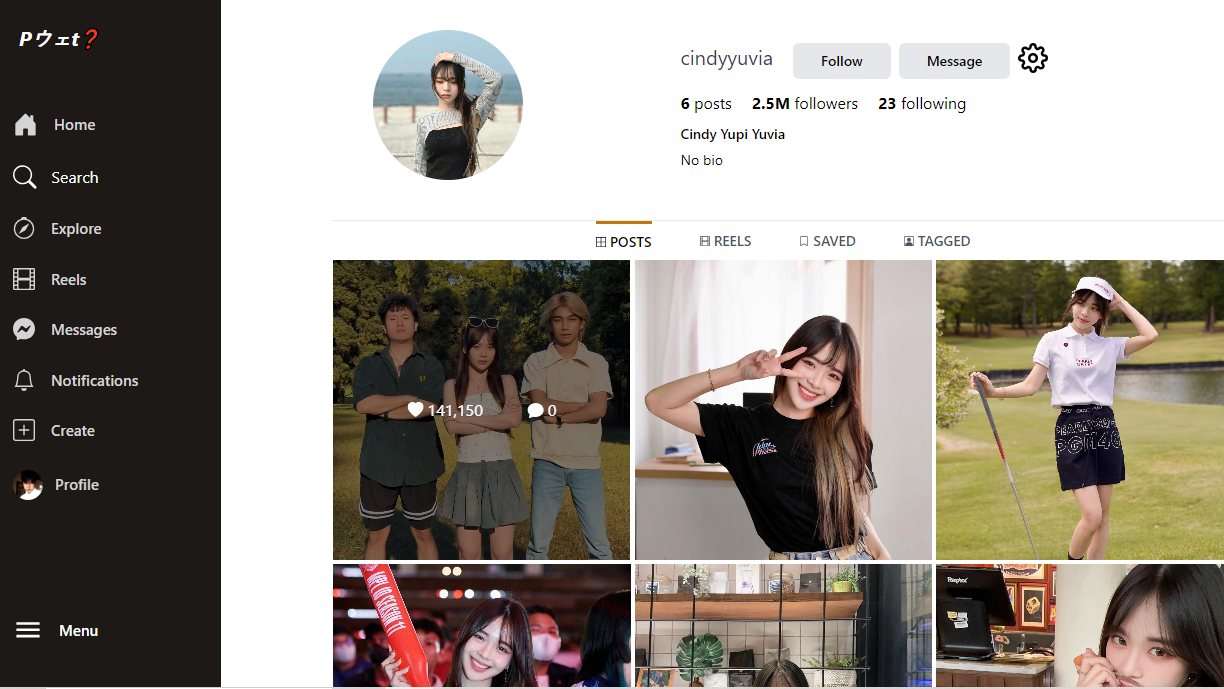 Pウェt❓
Home
Search
Explore
Reels
Messages
Notifications
Create
Profile
Menu
cindyyuvia
Follow
Message
6 posts 2.5M followers 23 following
Cindy Yupi Yuvia
No bio
POSTS
REELS
SAVED
TAGGED
141,150
0